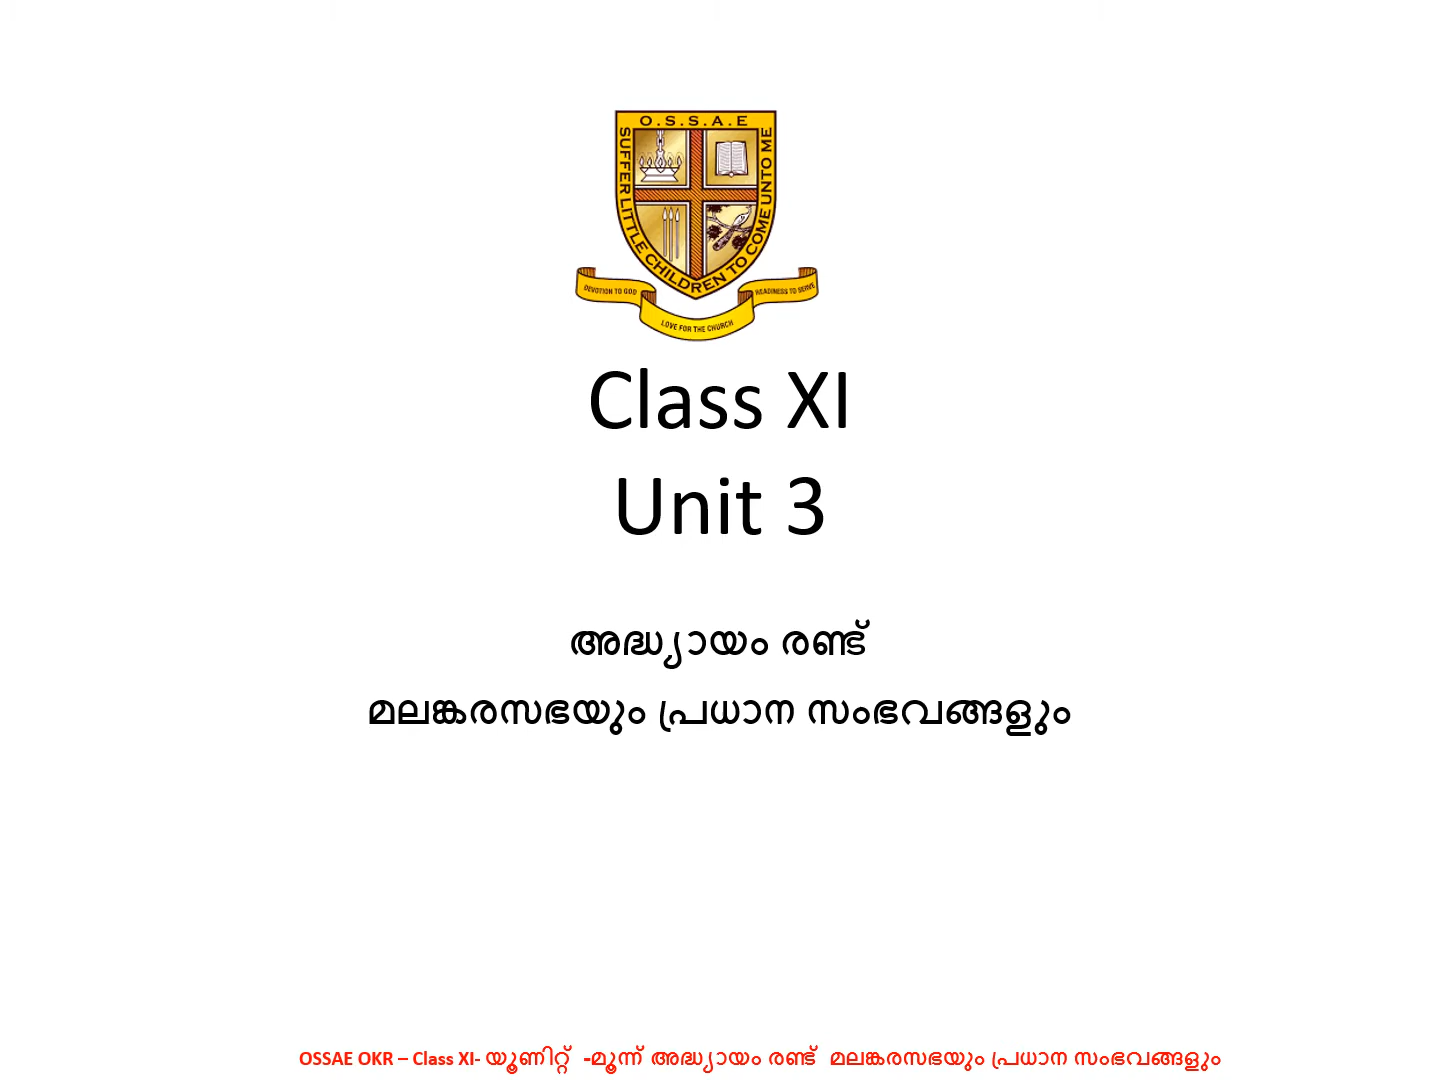 O.S.S.A.E
SUFFER LITTLE CHILDREN TO COME UNTO ME
DEVOTION TO GOD
LOVE FOR THE CHURCH
READINESS TO SERVE
Class XI
Unit 3
അദ്ധ്യായം രണ്ട്
മലങ്കരസഭയും പ്രധാന സംഭവങ്ങളും
OSSAE OKR – Class XI- യൂണിറ്റ് -മൂന്ന് അദ്ധ്യായം രണ്ട് മലങ്കരസഭയും പ്രധാന സംഭവങ്ങളും